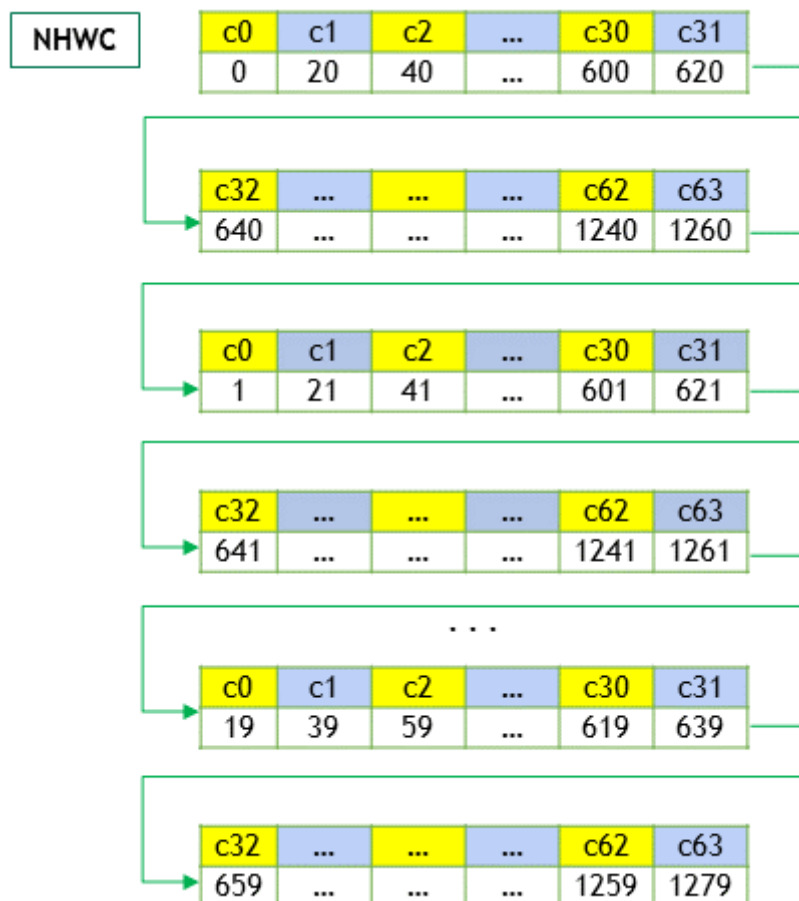 NHWC
c0 c1 c2 ... c30 c31
0 20 40 ... 600 620
c32 ... ... ... c62 c63
640 ... ... ... 1240 1260
c0 c1 c2 ... c30 c31
1 21 41 ... 601 621
c32 ... ... ... c62 c63
641 ... ... ... 1241 1261
. . .
c0 c1 c2 ... c30 c31
19 39 59 ... 619 639
c32 ... ... ... c62 c63
659 ... ... ... 1259 1279